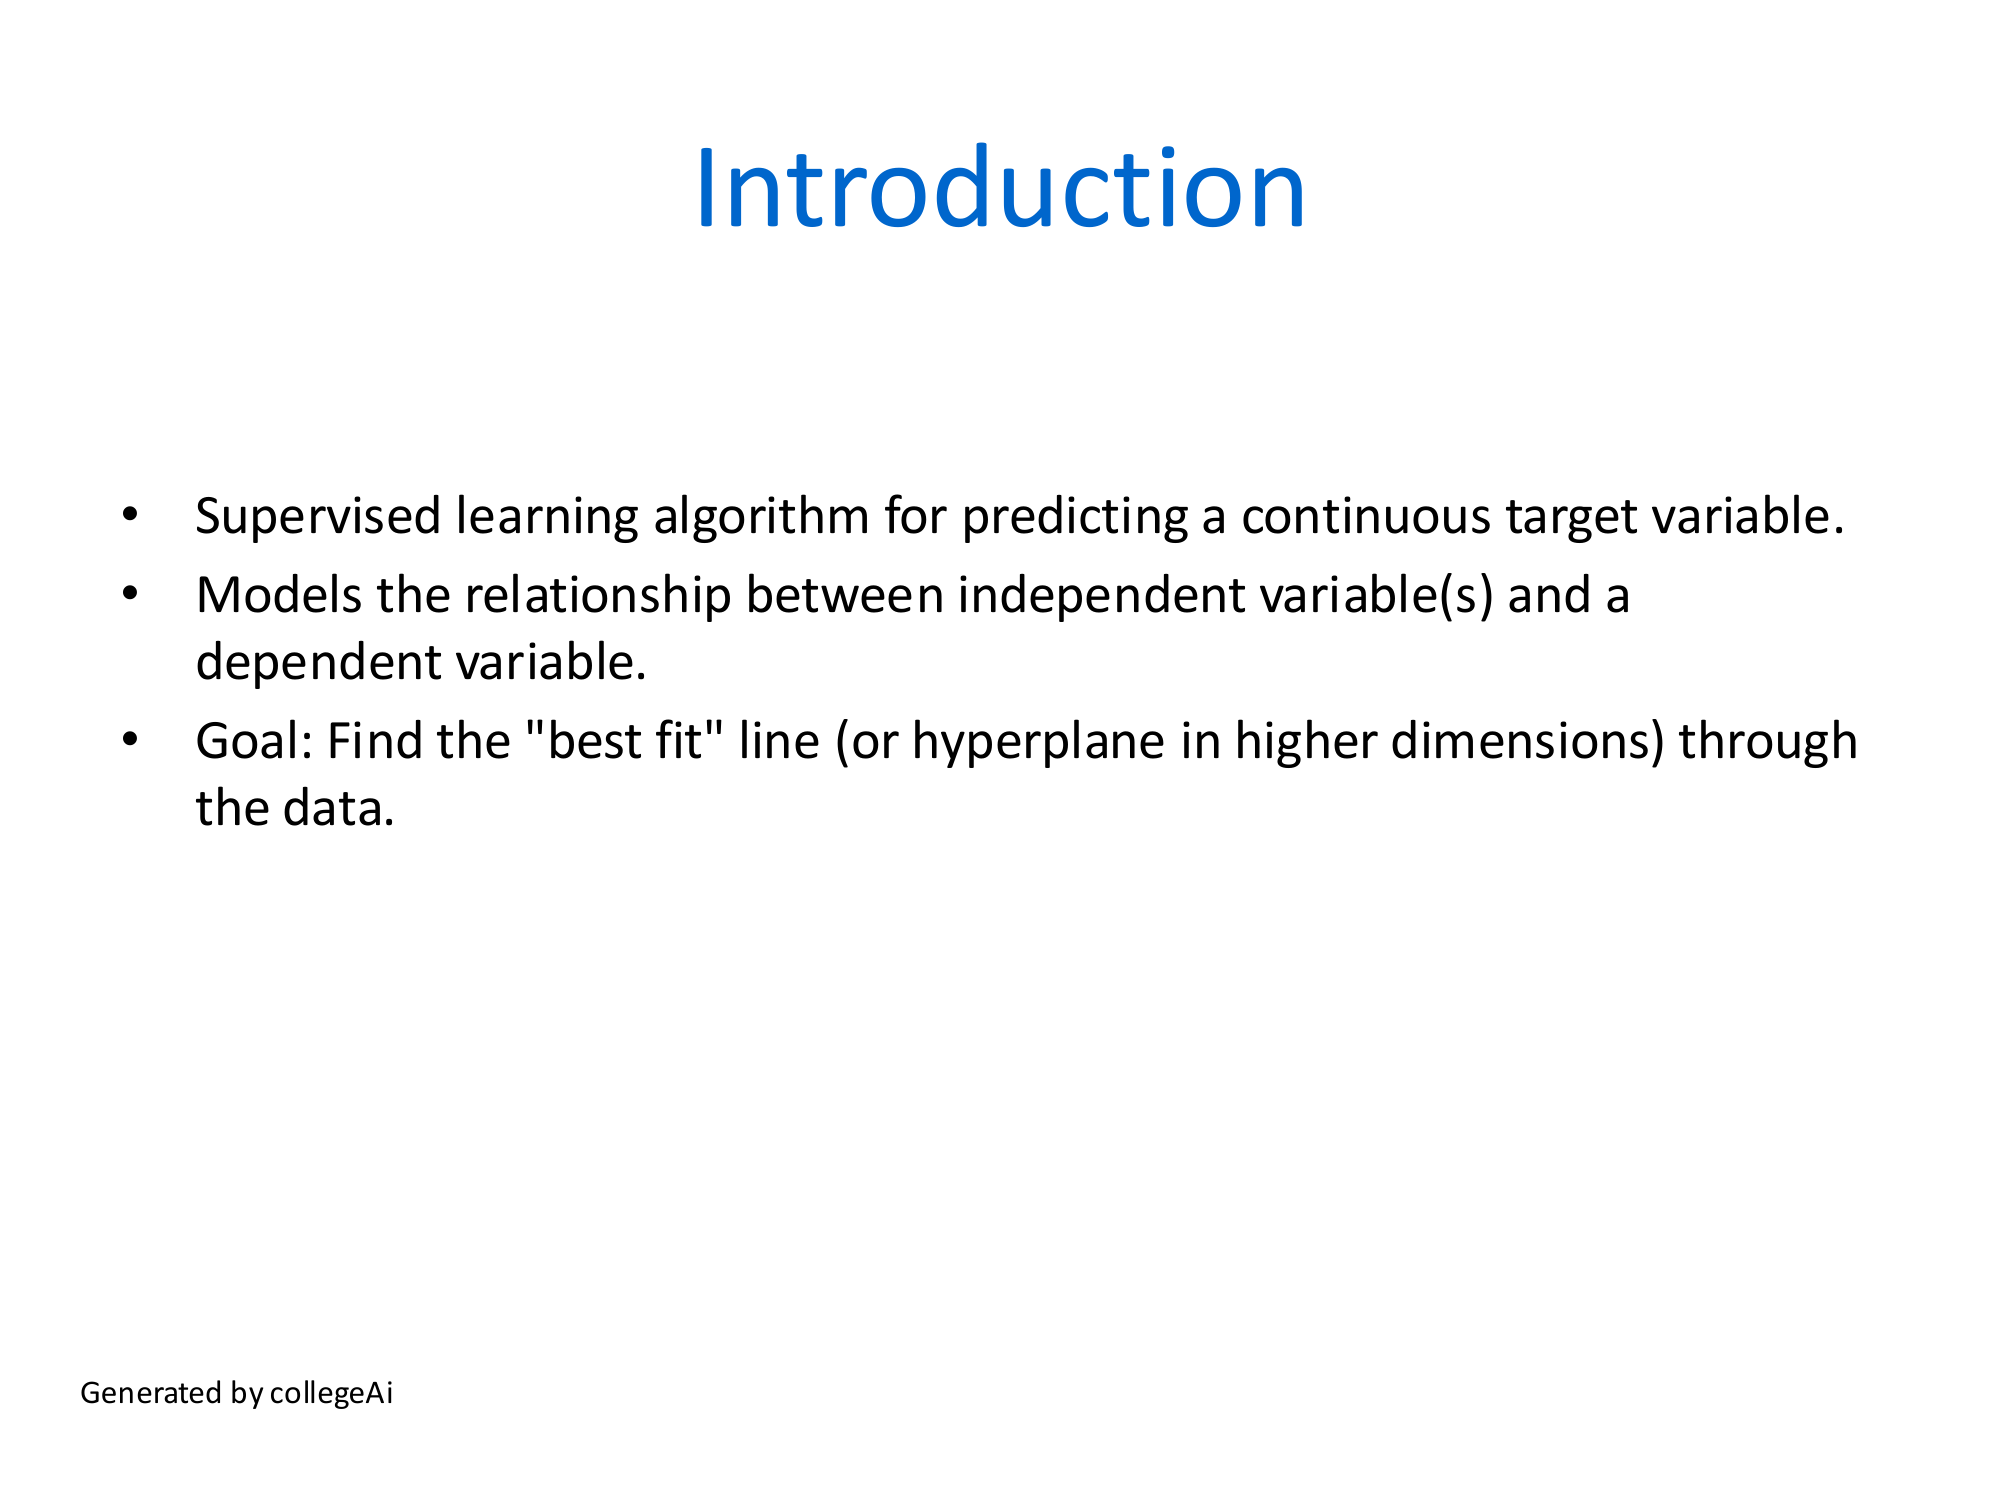 Introduction
• Supervised learning algorithm for predicting a continuous target variable.
• Models the relationship between independent variable(s) and a
dependent variable.
• Goal: Find the "best fit" line (or hyperplane in higher dimensions) through
the data.
Generated by collegeAi